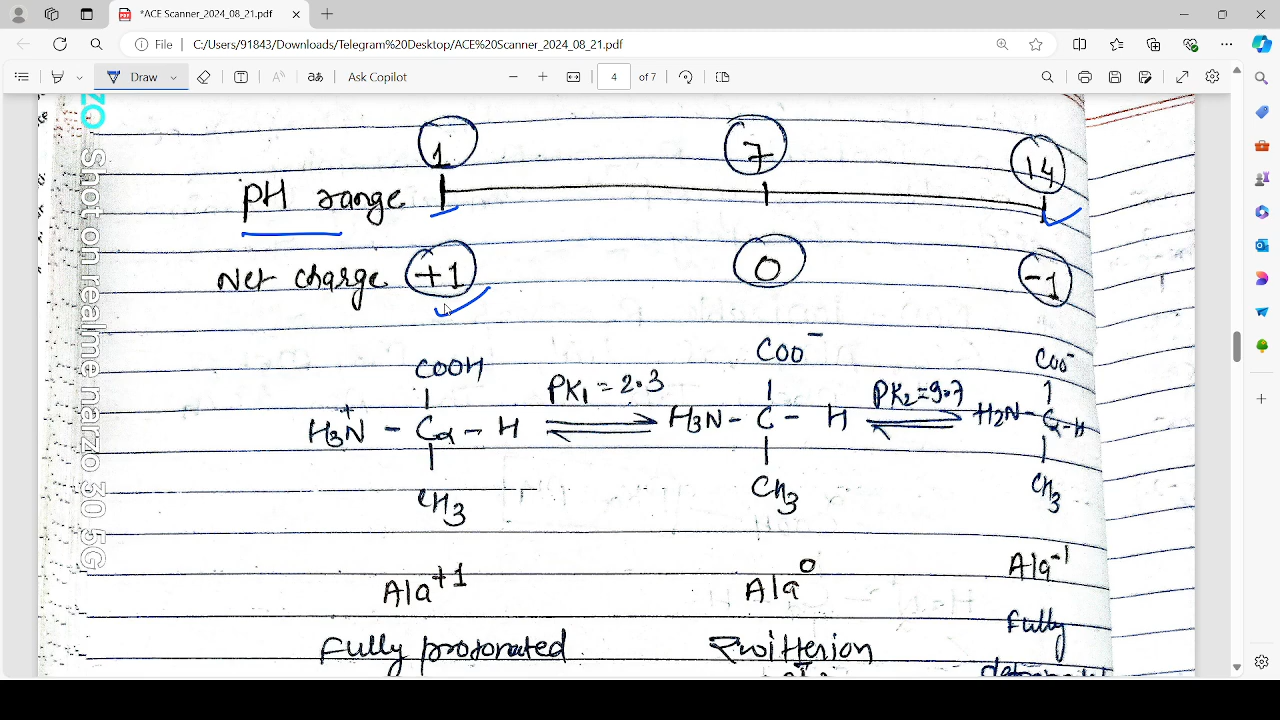 *ACE Scanner_2024_08_21.pdf
File
C:/Users/91843/Downloads/Telegram%20Desktop/ACE%20Scanner_2024_08_21.pdf
Draw
Ask Copilot
4 of 7
Shot on realme narzo 30 5G
1 7 14
PH range
Net charge +1 0 -1
COOH COO⁻ COO⁻
H₃N⁺ - Cα - H PK₁ = 2.3 H₃N - C - H PK₂=9.7 H₂N- Cα-H
CH₃ CH₃ CH₃
Ala⁺¹ Ala⁰ Ala⁻¹
Fully protonated Zwitterion Fully